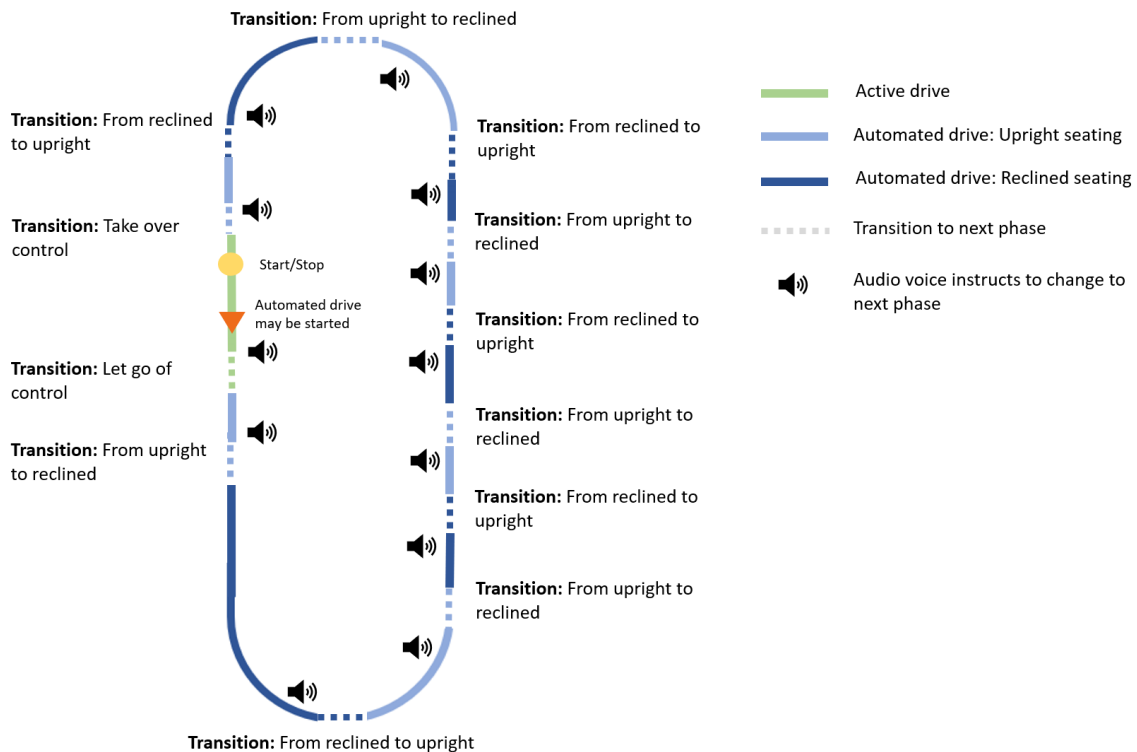 Transition: From upright to reclined
Transition: From reclined
to upright
Transition: Take over
control
Start/Stop
Automated drive
may be started
Transition: Let go of
control
Transition: From upright
to reclined
Transition: From reclined to upright
Transition: From reclined to
upright
Transition: From upright to
reclined
Transition: From reclined to
upright
Transition: From upright to
reclined
Transition: From reclined to
upright
Transition: From upright to
reclined
Active drive
Automated drive: Upright seating
Automated drive: Reclined seating
Transition to next phase
Audio voice instructs to change to
next phase